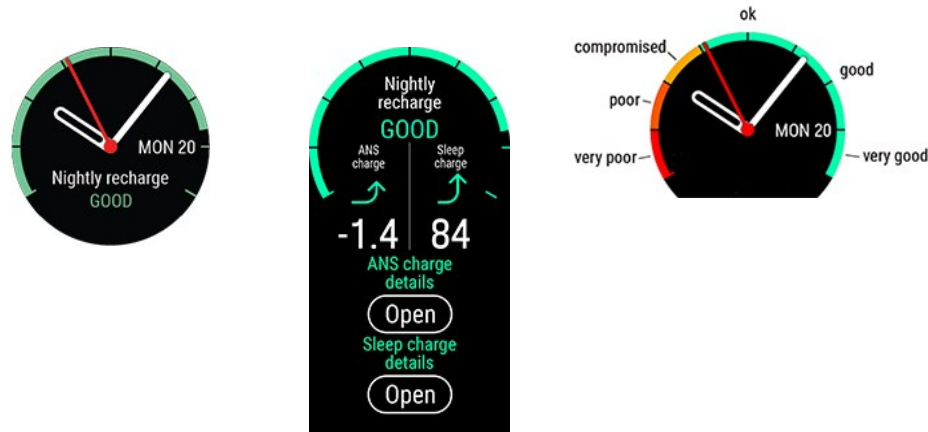 MON 20
Nightly recharge
GOOD
Nightly
recharge
GOOD
ANS
charge
Sleep
charge
-1.4
84
ANS charge
details
Open
Sleep charge
details
Open
ok
compromised
good
poor
MON 20
very poor
very good